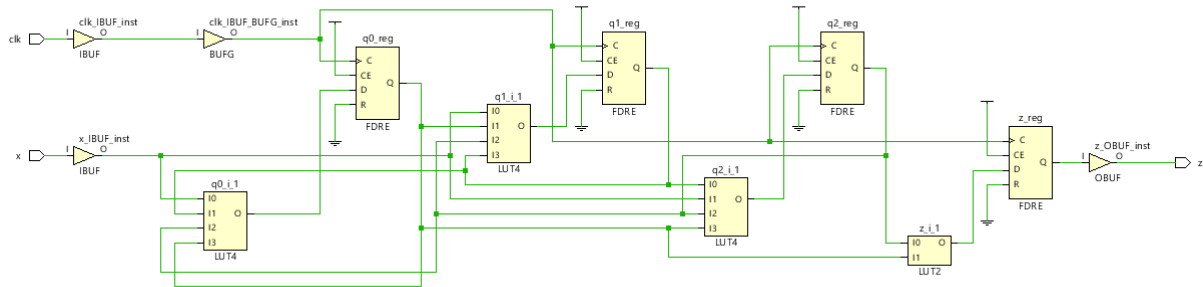 clk
I
clk_IBUF_inst
O
IBUF
I
clk_IBUF_BUFG_inst
O
BUFG
q0_reg
C
CE
D
R
Q
FDRE
q1_reg
C
CE
D
R
Q
FDRE
q2_reg
C
CE
D
R
Q
FDRE
x
I
x_IBUF_inst
O
IBUF
q0_i_1
I0
I1
I2
I3
O
LUT4
q1_i_1
I0
I1
I2
I3
O
LUT4
q2_i_1
I0
I1
I2
I3
O
LUT4
z_i_1
I0
I1
O
LUT2
z_reg
C
CE
D
R
Q
FDRE
I
z_OBUF_inst
O
OBUF
z